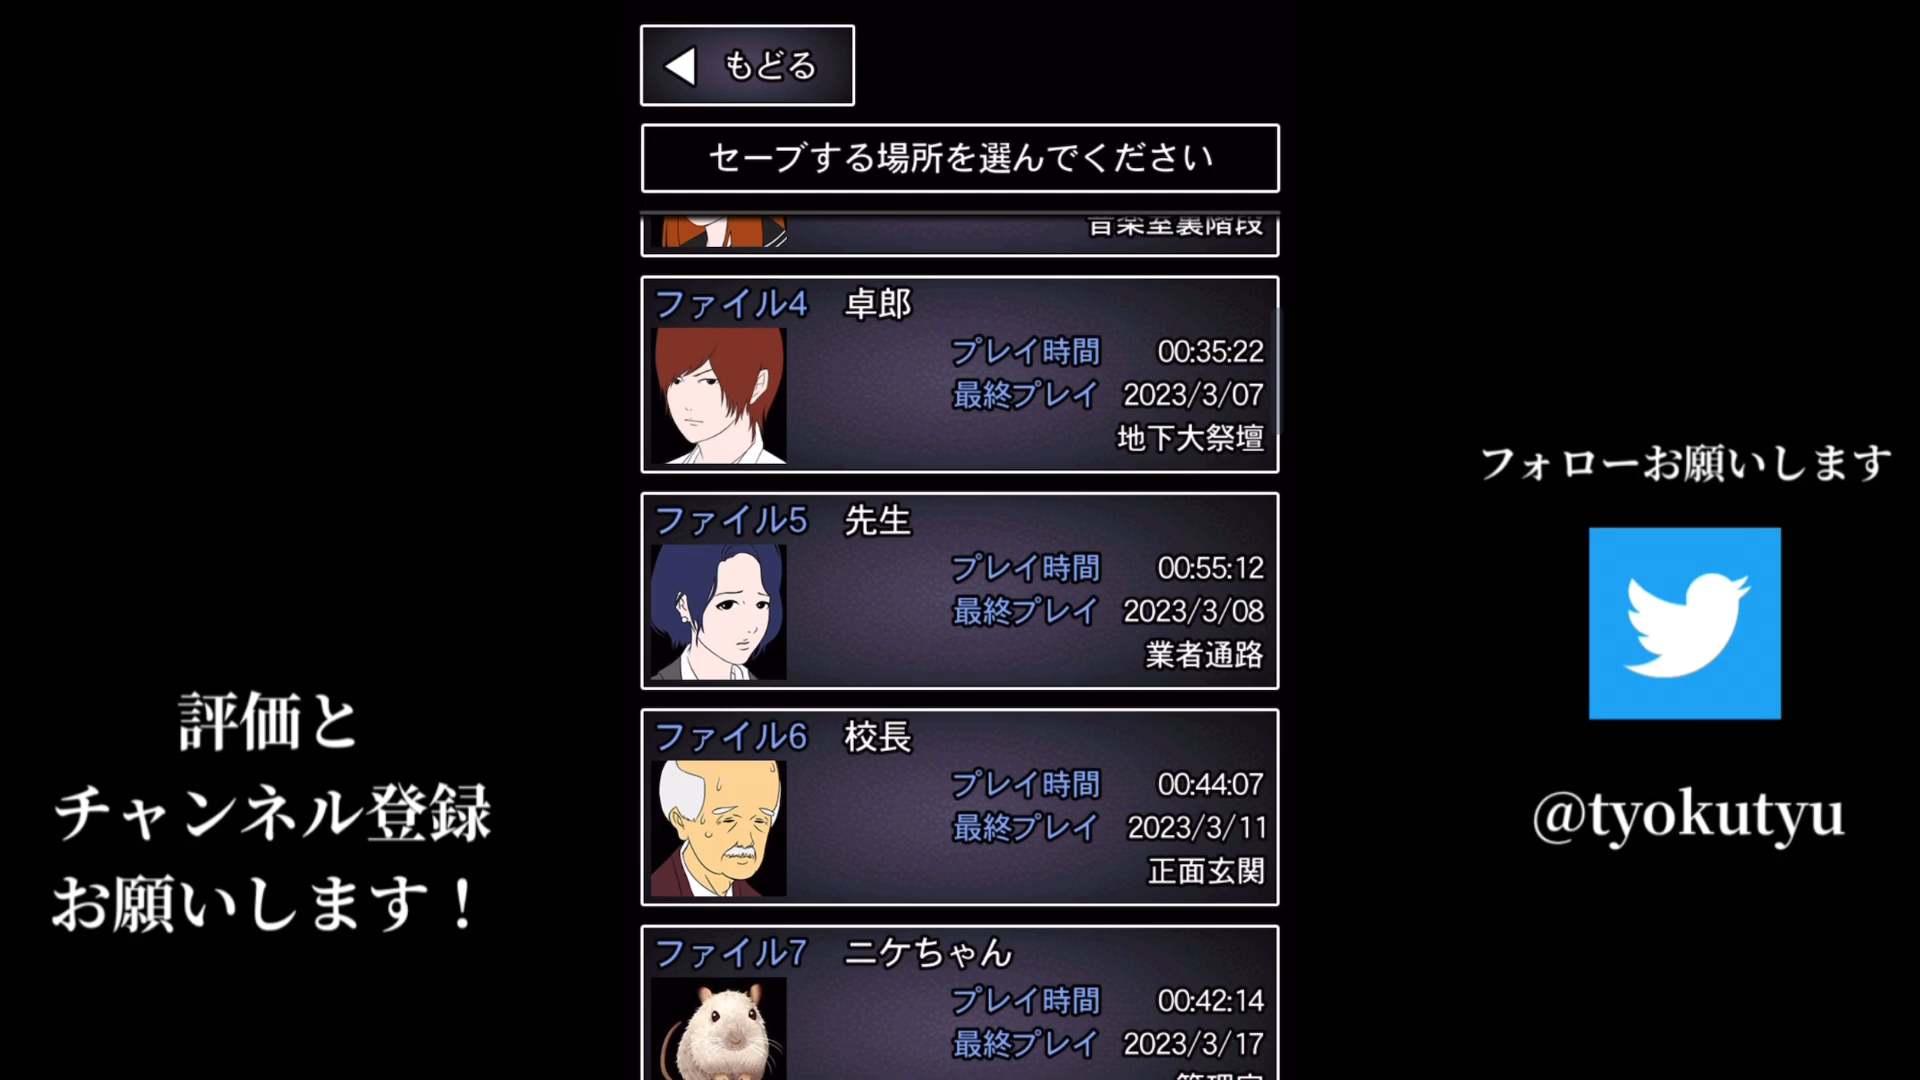 もどる
セーブする場所を選んでください
音楽室裏階段
ファイル4 卓郎
プレイ時間 00:35:22
最終プレイ 2023/3/07
地下大祭壇
ファイル5 先生
プレイ時間 00:55:12
最終プレイ 2023/3/08
業者通路
ファイル6 校長
プレイ時間 00:44:07
最終プレイ 2023/3/11
正面玄関
ファイル7 ニケちゃん
プレイ時間 00:42:14
最終プレイ 2023/3/17
評価と
チャンネル登録
お願いします！
フォローお願いします
@tyokutyu